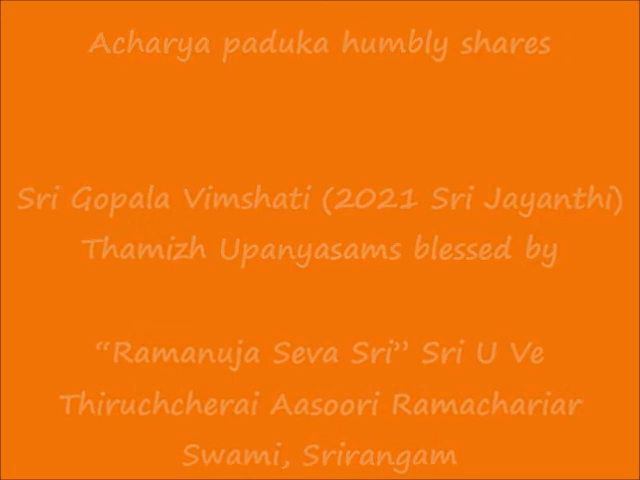 Acharya paduka humbly shares
Sri Gopala Vimshati (2021 Sri Jayanthi)
Thamizh Upanyasams blessed by
“Ramanuja Seva Sri” Sri U Ve
Thiruchcherai Aasoori Ramachariar
Swami, Srirangam